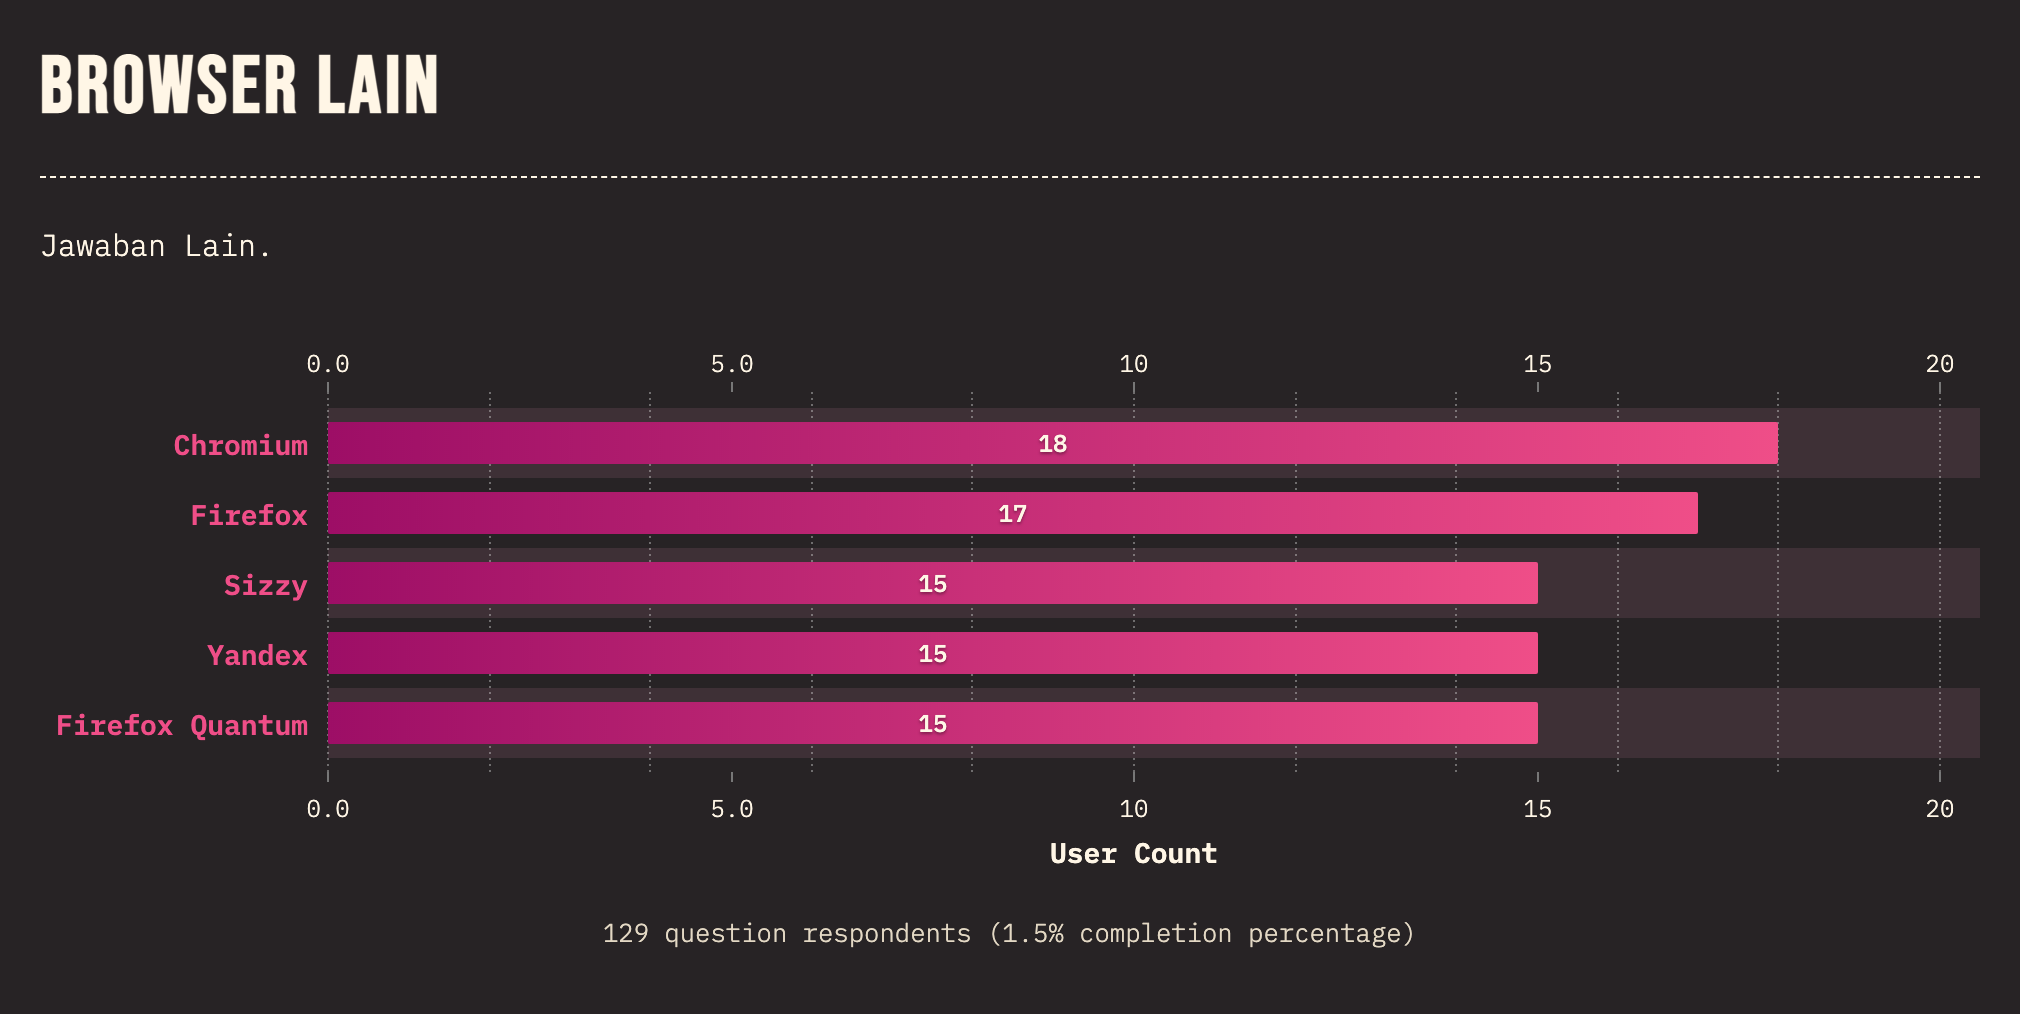 BROWSER LAIN
Jawaban Lain.
0.0 5.0 10 15 20
Chromium 18
Firefox 17
Sizzy 15
Yandex 15
Firefox Quantum 15
0.0 5.0 10 15 20
User Count
129 question respondents (1.5% completion percentage)